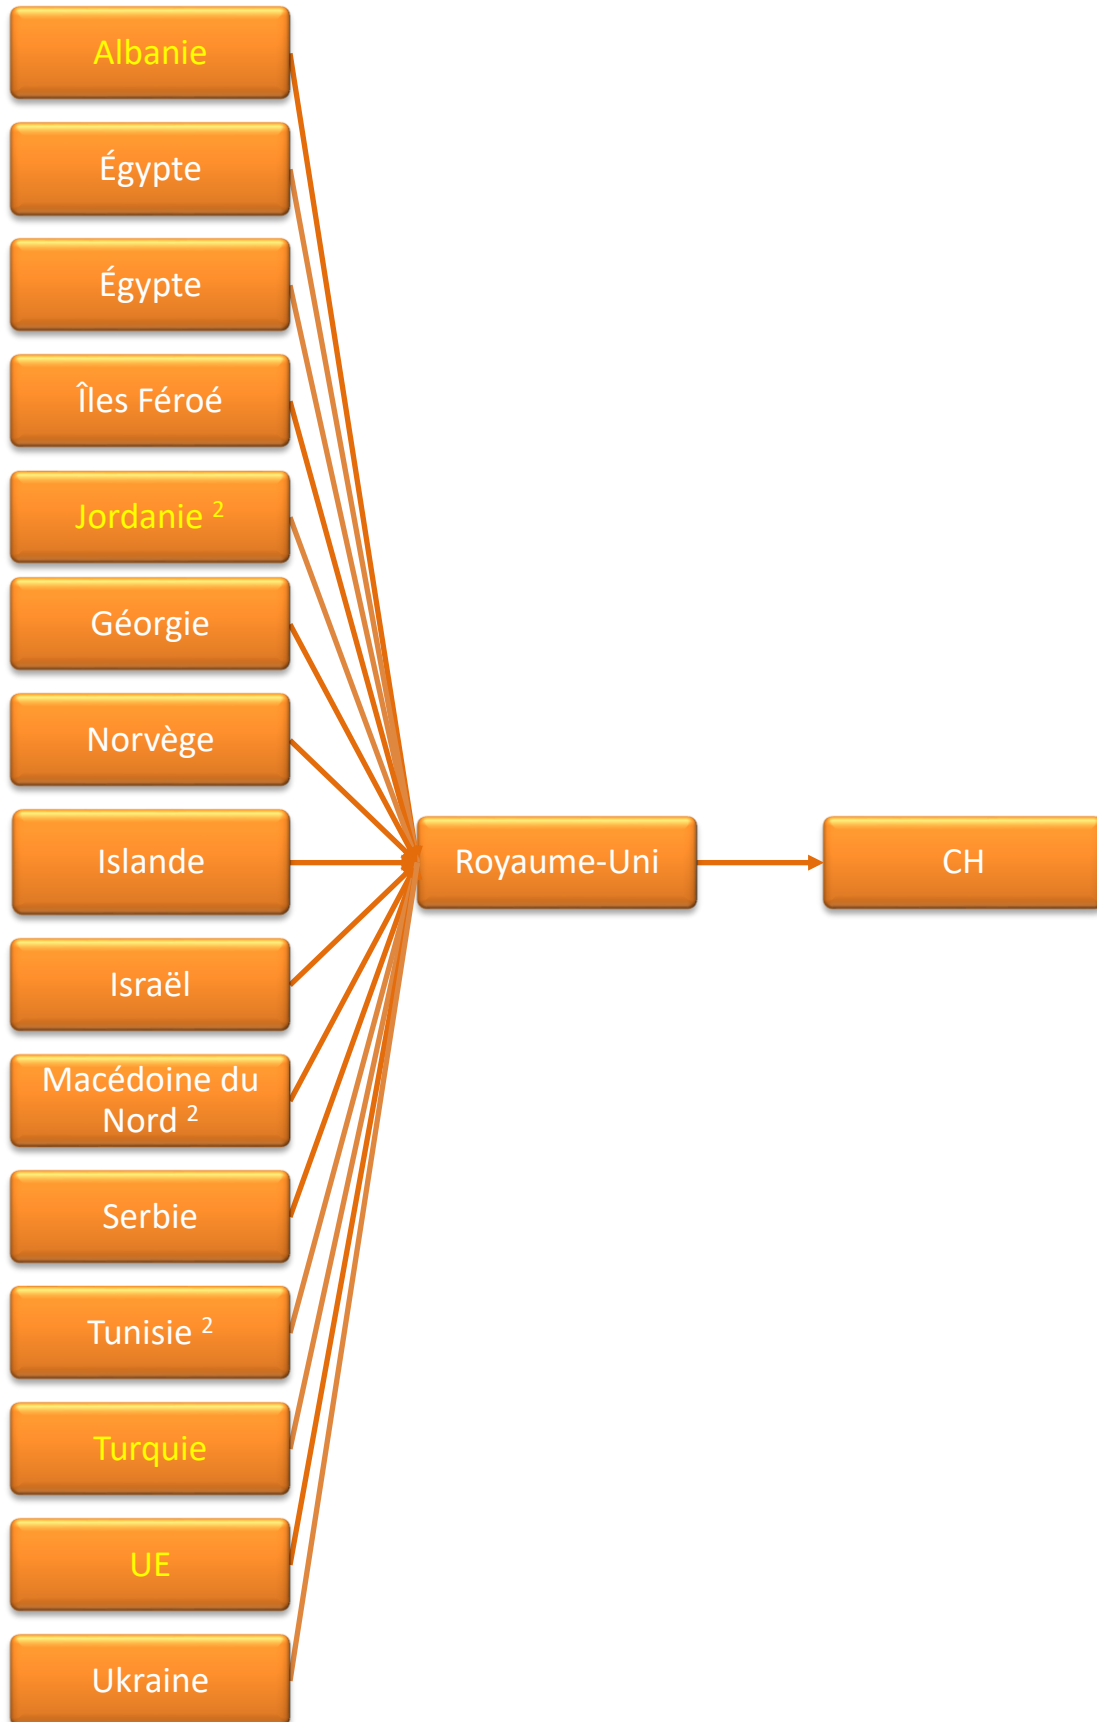 Albanie
Égypte
Égypte
Îles Féroé
Jordanie ²
Géorgie
Norvège
Islande
Royaume-Uni
CH
Israël
Macédoine du
Nord ²
Serbie
Tunisie ²
Turquie
UE
Ukraine